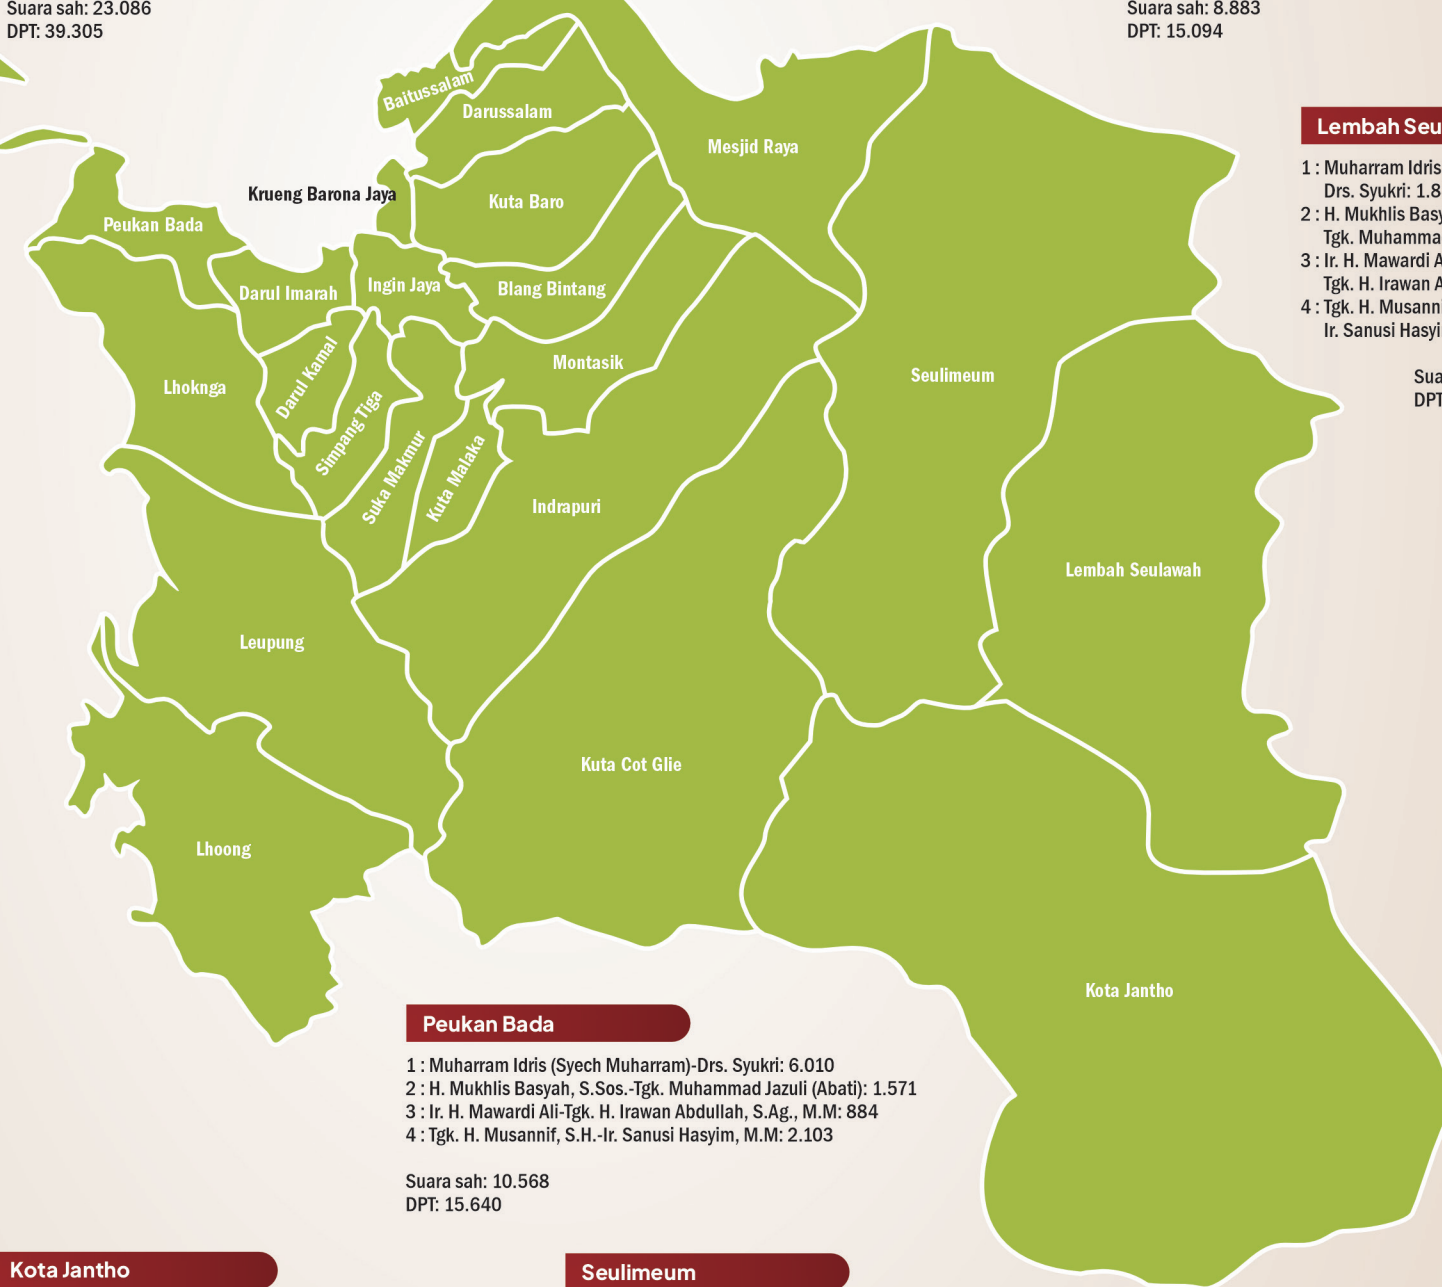 Suara sah: 23.086
DPT: 39.305
Suara sah: 8.883
DPT: 15.094
Baitussalam
Darussalam
Mesjid Raya
Krueng Barona Jaya
Kuta Baro
Peukan Bada
Darul Imarah
Ingin Jaya
Blang Bintang
Montasik
Lhoknga
Darul Kamal
Simpang Tiga
Suka Makmur
Kuta Malaka
Indrapuri
Seulimeum
Lembah Seulawah
Leupung
Kuta Cot Glie
Lhoong
Kota Jantho
Lembah Seu
1 : Muharram Idris
Drs. Syukri: 1.8
2 : H. Mukhlis Basy
Tgk. Muhamma
3 : Ir. H. Mawardi A
Tgk. H. Irawan A
4 : Tgk. H. Musanni
Ir. Sanusi Hasyi
Sua
DPT
Peukan Bada
1 : Muharram Idris (Syech Muharram)-Drs. Syukri: 6.010
2 : H. Mukhlis Basyah, S.Sos.-Tgk. Muhammad Jazuli (Abati): 1.571
3 : Ir. H. Mawardi Ali-Tgk. H. Irawan Abdullah, S.Ag., M.M: 884
4 : Tgk. H. Musannif, S.H.-Ir. Sanusi Hasyim, M.M: 2.103
Suara sah: 10.568
DPT: 15.640
Kota Jantho
Seulimeum